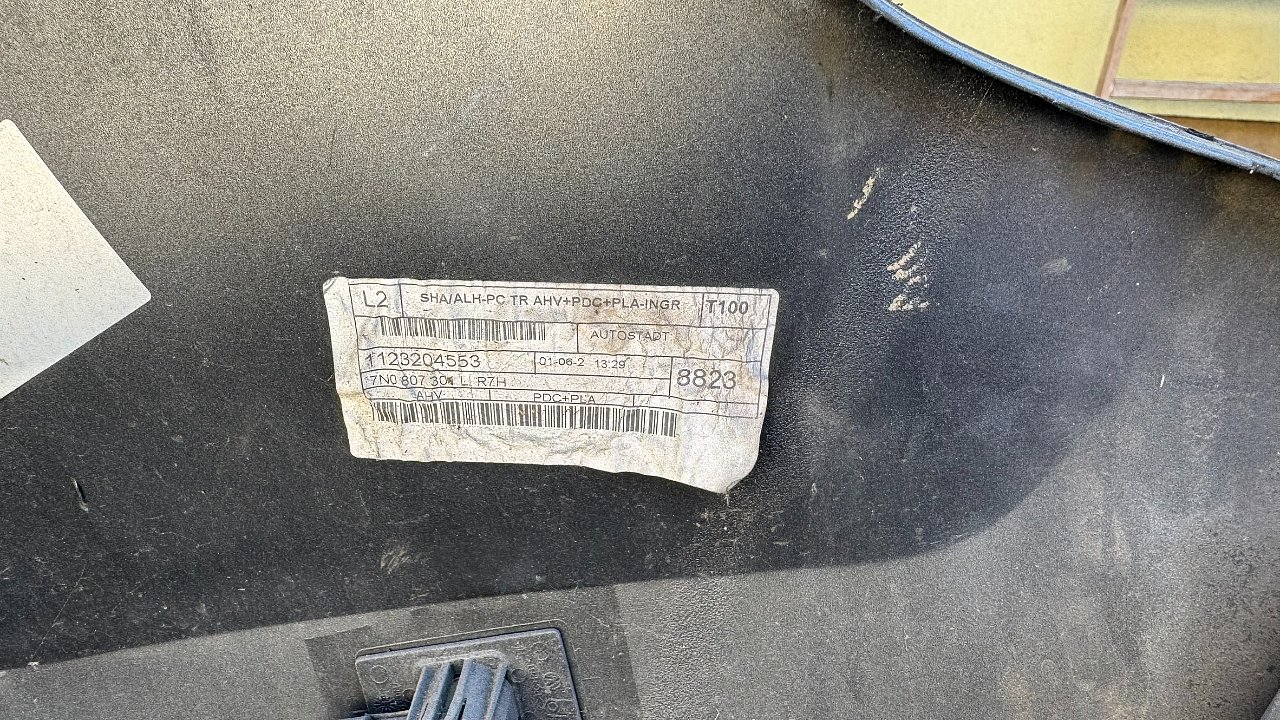 L2 SHA/ALH-PC TR AHV+PDC+PLA-INGR T100
AUTOSTADT
1123204553 01-06-2 13:29 8823
7N0 807 301 L R7H
AHV PDC+PLA